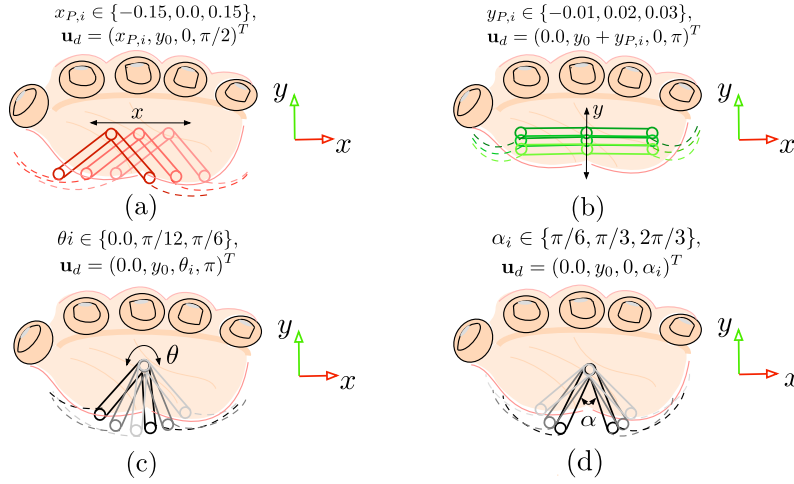 x_{P,i} ∈ {−0.15, 0.0, 0.15},
u_d = (x_{P,i}, y_0, 0, π/2)^T
x
y
x
(a)
y_{P,i} ∈ {−0.01, 0.02, 0.03},
u_d = (0.0, y_0 + y_{P,i}, 0, π)^T
y
y
x
(b)
θi ∈ {0.0, π/12, π/6},
u_d = (0.0, y_0, θ_i, π)^T
θ
y
x
(c)
α_i ∈ {π/6, π/3, 2π/3},
u_d = (0.0, y_0, 0, α_i)^T
α
y
x
(d)